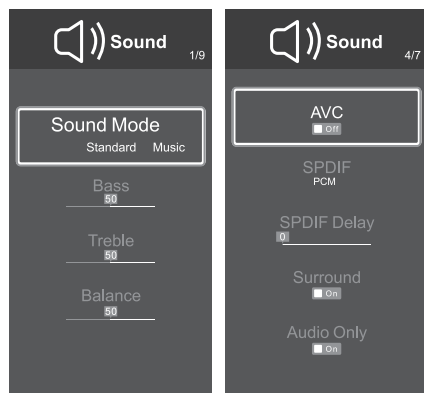 Sound
1/9
Sound Mode
Standard Music
Bass
50
Treble
50
Balance
50
Sound
4/7
AVC
Off
SPDIF
PCM
SPDIF Delay
0
Surround
On
Audio Only
On